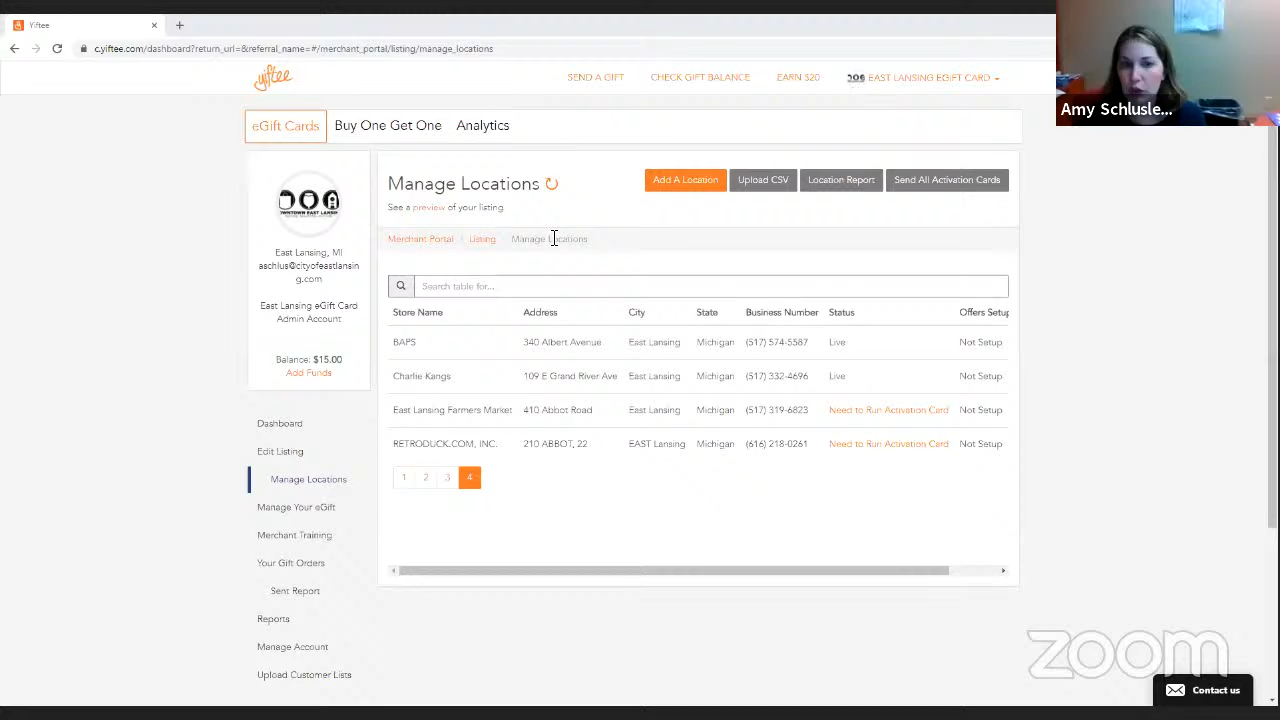 Yiftee
c.yiftee.com/dashboard?return_url=&referral_name=#/merchant_portal/listing/manage_locations
yiftee
SEND A GIFT
CHECK GIFT BALANCE
EARN $20
EAST LANSING EGIFT CARD
Amy Schlusle...
eGift Cards
Buy One Get One
Analytics
East Lansing, MI
aschlus@cityofeastlansin
g.com
East Lansing eGift Card
Admin Account
Balance: $15.00
Add Funds
Dashboard
Edit Listing
Manage Locations
Manage Your eGift
Merchant Training
Your Gift Orders
Sent Report
Reports
Manage Account
Upload Customer Lists
Manage Locations
Add A Location
Upload CSV
Location Report
Send All Activation Cards
See a preview of your listing
Merchant Portal / Listing / Manage Locations
Search table for...
Store Name Address City State Business Number Status Offers Setup
BAPS 340 Albert Avenue East Lansing Michigan (517) 574-5587 Live Not Setup
Charlie Kangs 109 E Grand River Ave East Lansing Michigan (517) 332-4696 Live Not Setup
East Lansing Farmers Market 410 Abbot Road East Lansing Michigan (517) 319-6823 Need to Run Activation Card Not Setup
RETRODUCK.COM, INC. 210 ABBOT, 22 EAST Lansing Michigan (616) 218-0261 Need to Run Activation Card Not Setup
1 2 3 4
zoom
Contact us